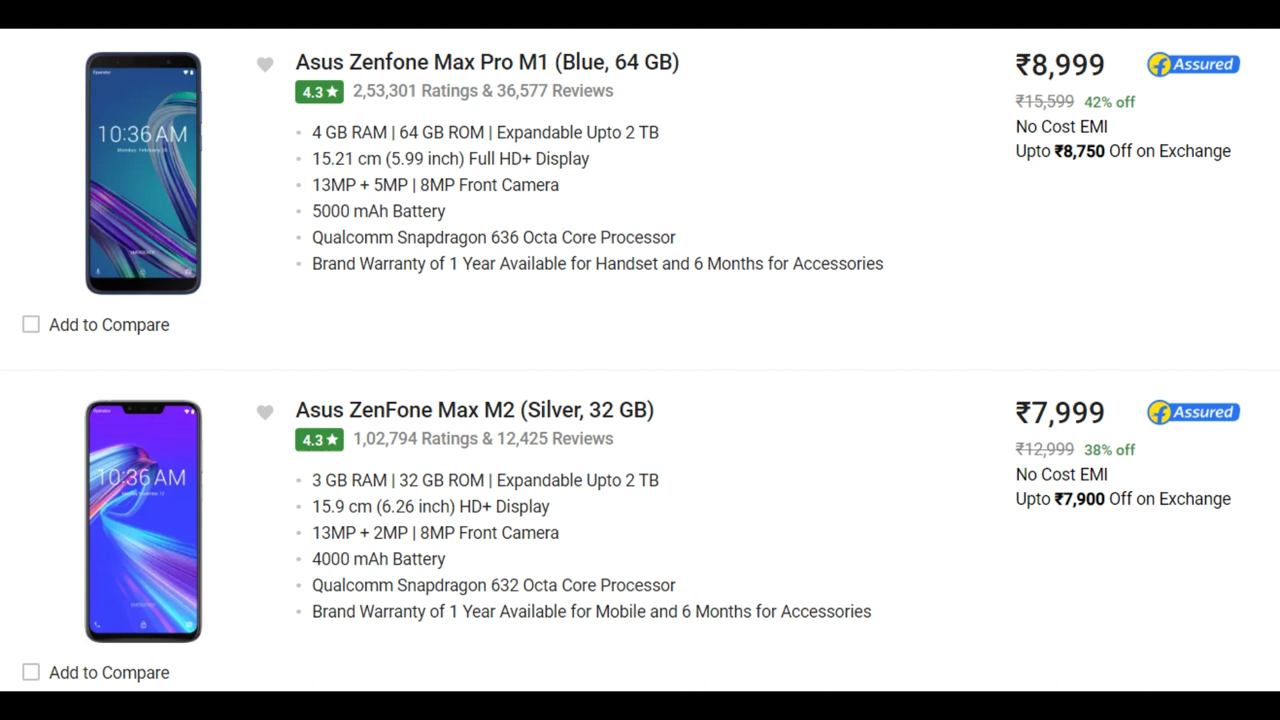 Asus Zenfone Max Pro M1 (Blue, 64 GB)
4.3★ 2,53,301 Ratings & 36,577 Reviews
4 GB RAM | 64 GB ROM | Expandable Upto 2 TB
15.21 cm (5.99 inch) Full HD+ Display
13MP + 5MP | 8MP Front Camera
5000 mAh Battery
Qualcomm Snapdragon 636 Octa Core Processor
Brand Warranty of 1 Year Available for Handset and 6 Months for Accessories
₹8,999 Assured
₹15,599 42% off
No Cost EMI
Upto ₹8,750 Off on Exchange
10:36 AM
Add to Compare
Asus ZenFone Max M2 (Silver, 32 GB)
4.3★ 1,02,794 Ratings & 12,425 Reviews
3 GB RAM | 32 GB ROM | Expandable Upto 2 TB
15.9 cm (6.26 inch) HD+ Display
13MP + 2MP | 8MP Front Camera
4000 mAh Battery
Qualcomm Snapdragon 632 Octa Core Processor
Brand Warranty of 1 Year Available for Mobile and 6 Months for Accessories
₹7,999 Assured
₹12,999 38% off
No Cost EMI
Upto ₹7,900 Off on Exchange
10:36 AM
Add to Compare